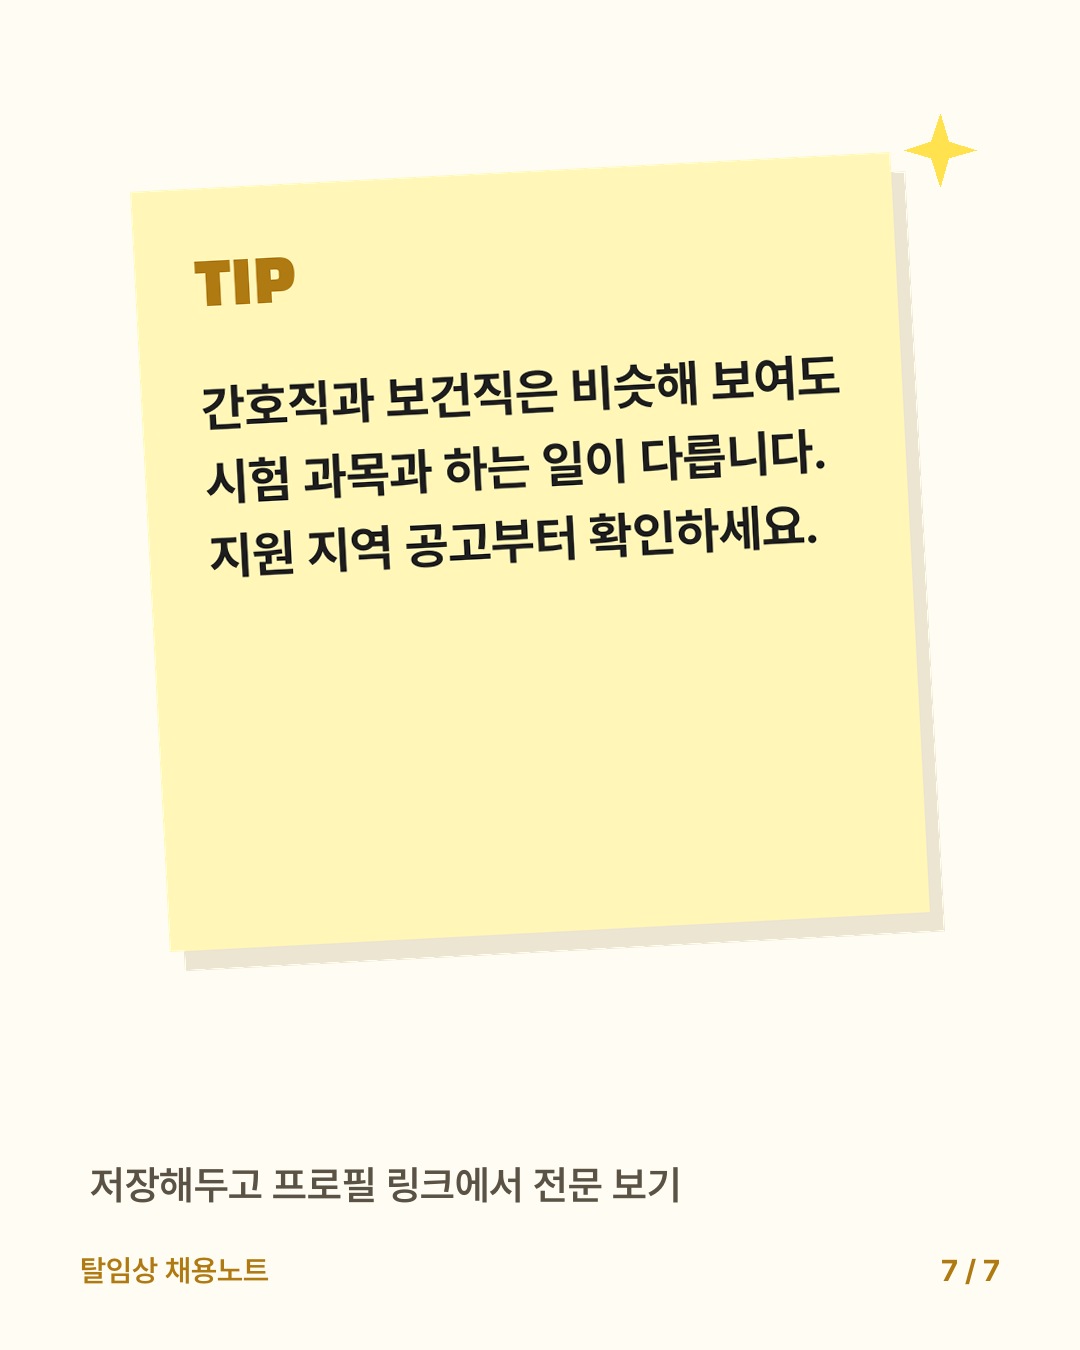 TIP
간호직과 보건직은 비슷해 보여도
시험 과목과 하는 일이 다릅니다.
지원 지역 공고부터 확인하세요.
저장해두고 프로필 링크에서 전문 보기
탈임상 채용노트
7 / 7